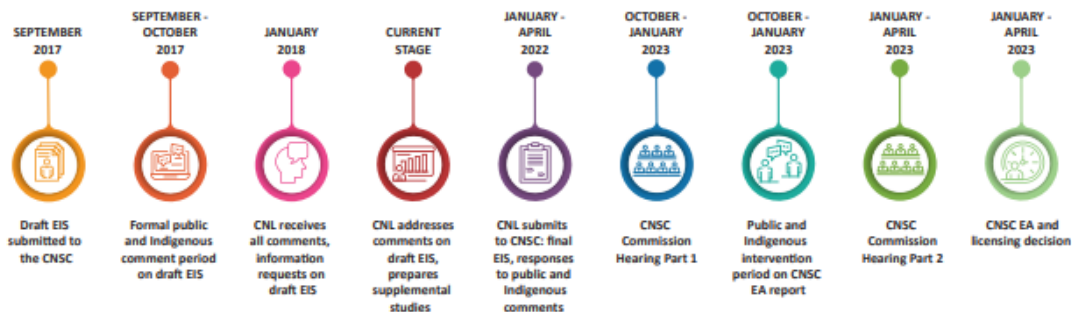 SEPTEMBER
2017
Draft EIS
submitted to
the CNSC
SEPTEMBER -
OCTOBER
2017
Formal public
and Indigenous
comment period
on draft EIS
JANUARY
2018
CNL receives
all comments,
information
requests on
draft EIS
CURRENT
STAGE
CNL addresses
comments on
draft EIS,
prepares
supplemental
studies
JANUARY -
APRIL
2022
CNL submits
to CNSC: final
EIS, responses
to public and
Indigenous
comments
OCTOBER -
JANUARY
2023
CNSC
Commission
Hearing Part 1
OCTOBER -
JANUARY
2023
Public and
Indigenous
intervention
period on CNSC
EA report
JANUARY -
APRIL
2023
CNSC
Commission
Hearing Part 2
JANUARY -
APRIL
2023
CNSC EA and
licensing decision